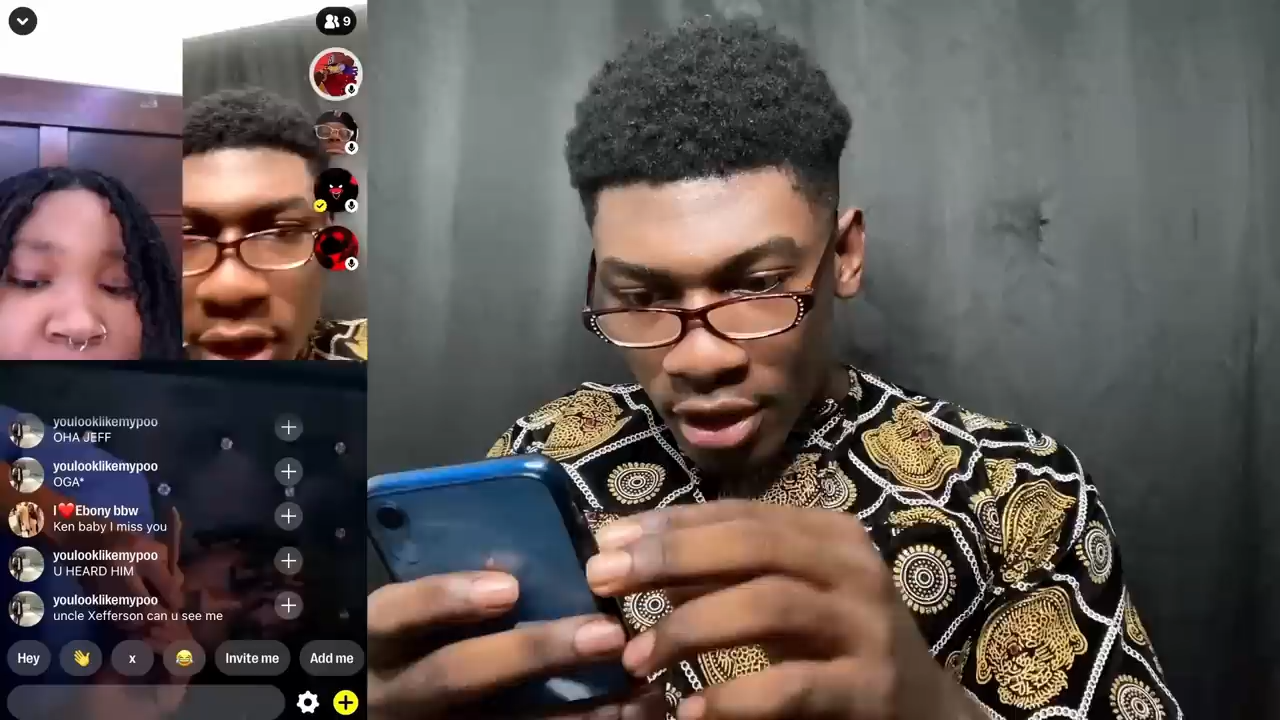 9
youlooklikemypoo
OHA JEFF
youlooklikemypoo
OGA*
I❤️Ebony bbw
Ken baby I miss you
youlooklikemypoo
U HEARD HIM
youlooklikemypoo
uncle Xefferson can u see me
Hey 👋 x 😂 Invite me Add me